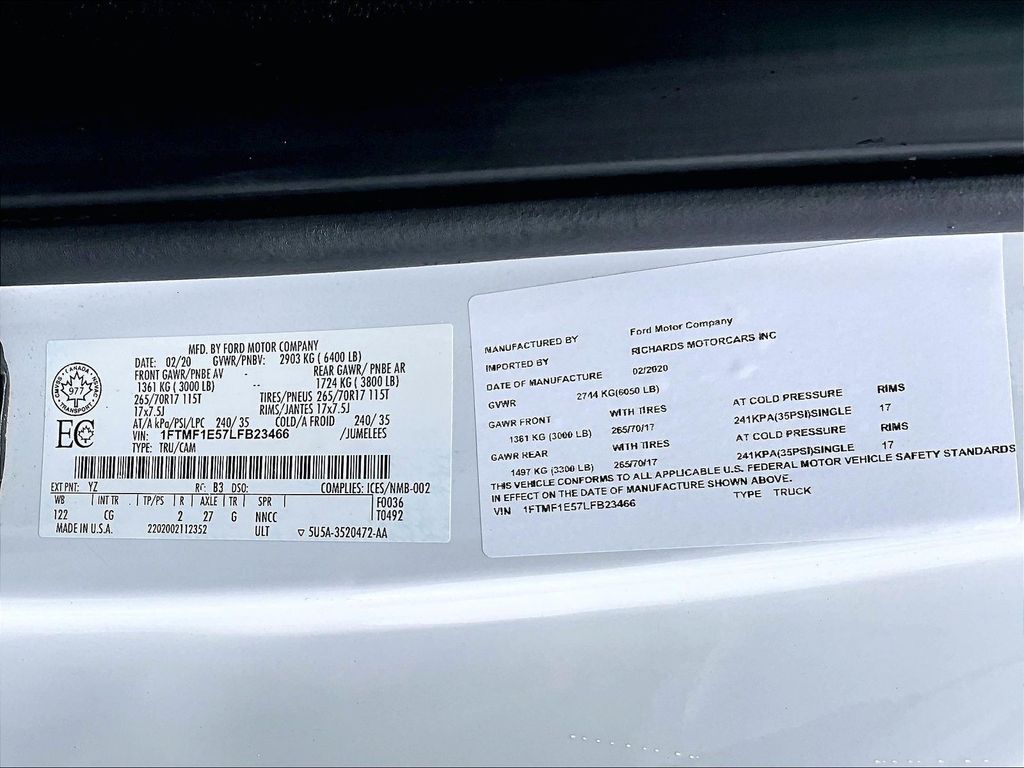 MFD. BY FORD MOTOR COMPANY
DATE: 02/20 GVWR/PNBV: 2903 KG ( 6400 LB)
FRONT GAWR/PNBE AV REAR GAWR/ PNBE AR
1361 KG ( 3000 LB) -- 1724 KG ( 3800 LB)
265/70R17 115T TIRES/PNEUS 265/70R17 115T
17x7.5J RIMS/JANTES 17x7.5J
AT/A kPa/PSI/LPC 240/ 35 COLD/A FROID 240/ 35
VIN: 1FTMF1E57LFB23466 /JUMELEES
TYPE: TRU/CAM
CANADA
977
TRANSPORT
EC
EXT PNT: YZ RC: B3 DSO: COMPLIES: ICES/NMB-002
WB INT TR TP/PS R AXLE TR SPR F0036
122 CG 2 27 G NNCC T0492
MADE IN U.S.A. 2202002112352 ULT 5U5A-3520472-AA
MANUFACTURED BY Ford Motor Company
IMPORTED BY RICHARDS MOTORCARS INC
DATE OF MANUFACTURE 02/2020
GVWR 2744 KG(6050 LB)
GAWR FRONT WITH TIRES AT COLD PRESSURE RIMS
1361 KG (3000 LB) 265/70/17 241KPA(35PSI)SINGLE 17
GAWR REAR WITH TIRES AT COLD PRESSURE RIMS
1497 KG (3300 LB) 265/70/17 241KPA(35PSI)SINGLE 17
THIS VEHICLE CONFORMS TO ALL APPLICABLE U.S. FEDERAL MOTOR VEHICLE SAFETY STANDARDS
IN EFFECT ON THE DATE OF MANUFACTURE SHOWN ABOVE.
VIN 1FTMF1E57LFB23466 TYPE TRUCK